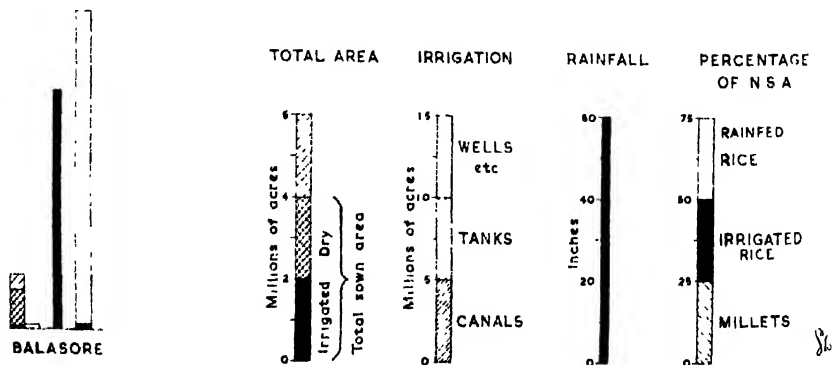 TOTAL AREA
IRRIGATION
RAINFALL
PERCENTAGE
OF N S A
6
4
2
0
Millions of acres
Irrigated Dry
Total sown area
15
10
5
0
Millions of acres
WELLS
etc
TANKS
CANALS
60
40
20
0
Inches
75
50
25
0
RAINFED
RICE
IRRIGATED
RICE
MILLETS
BALASORE